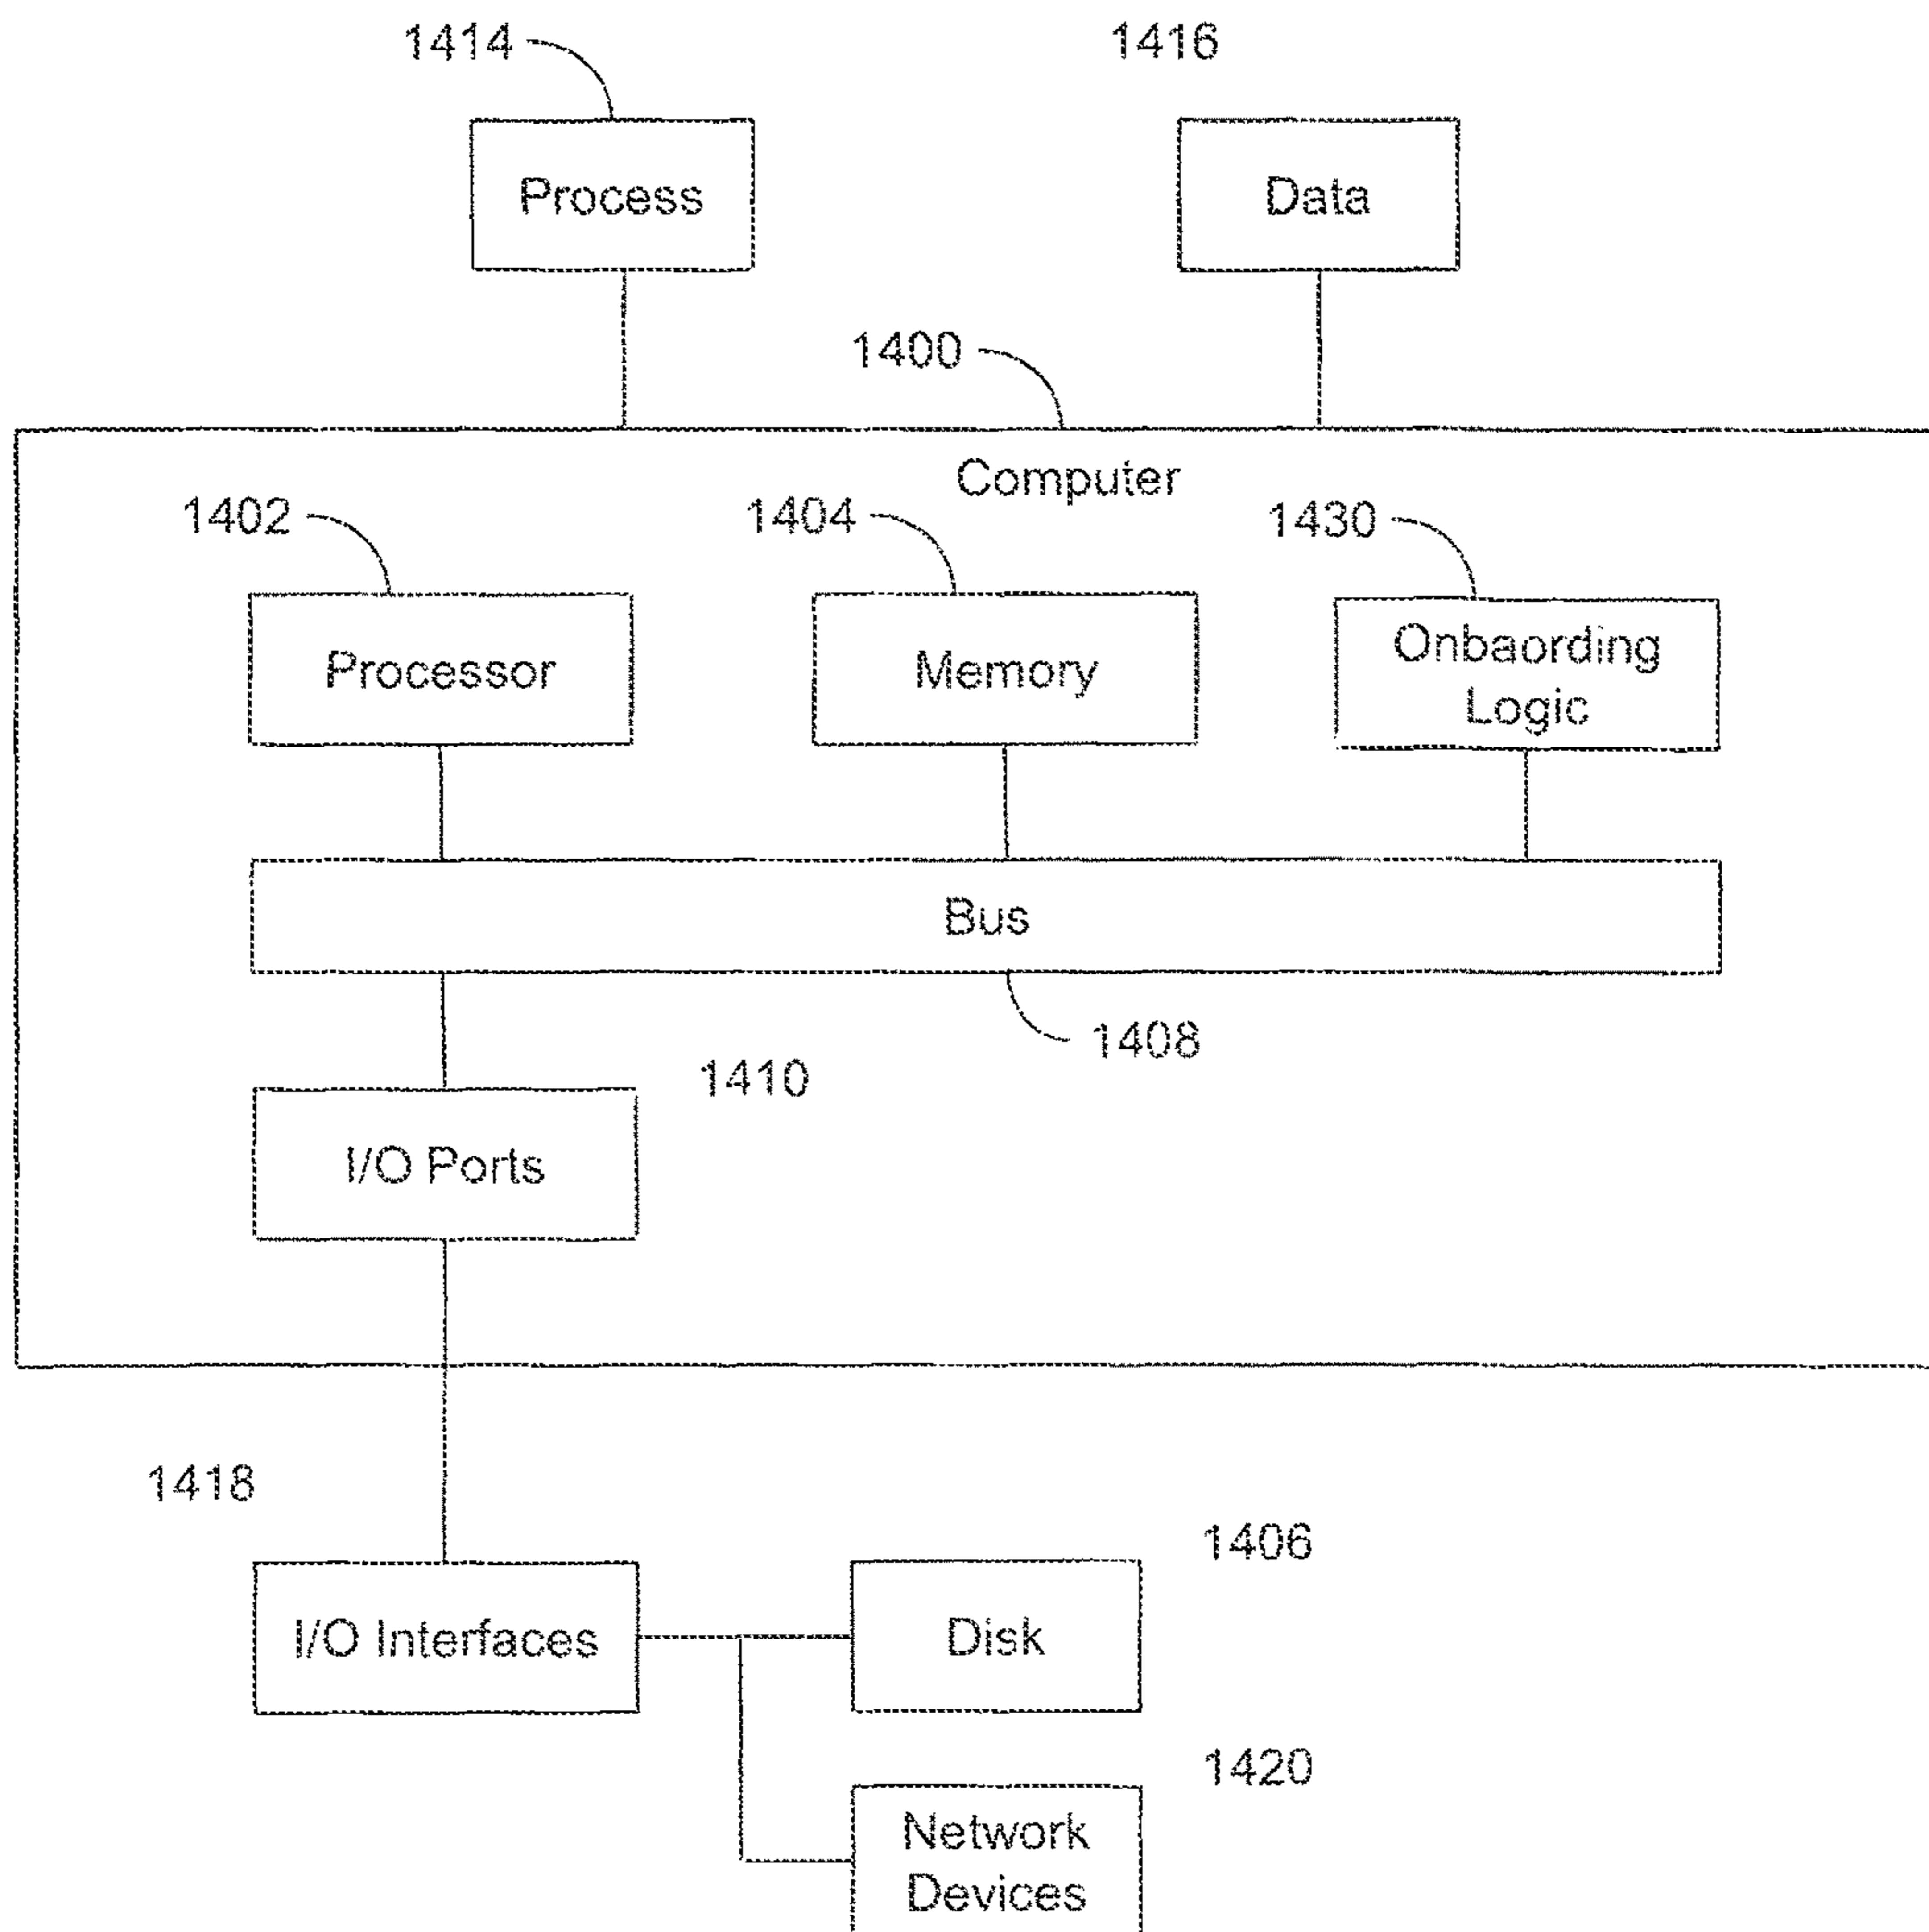 1414
1416
Process
Data
1400
Computer
1402
1404
1430
Processor
Memory
Onbaording
Logic
Bus
1408
1410
I/O Ports
1418
1406
I/O Interfaces
Disk
1420
Network
Devices